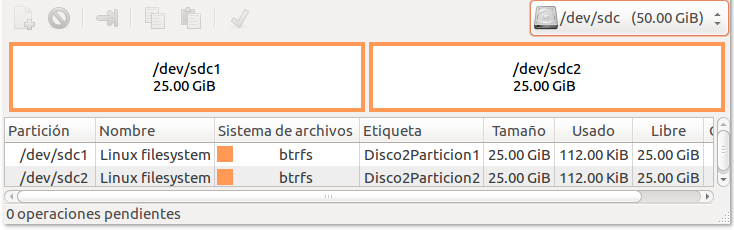 /dev/sdc (50.00 GiB)
/dev/sdc1
25.00 GiB
/dev/sdc2
25.00 GiB
Partición Nombre Sistema de archivos Etiqueta Tamaño Usado Libre
/dev/sdc1 Linux filesystem btrfs Disco2Particion1 25.00 GiB 112.00 KiB 25.00 GiB
/dev/sdc2 Linux filesystem btrfs Disco2Particion2 25.00 GiB 112.00 KiB 25.00 GiB
0 operaciones pendientes